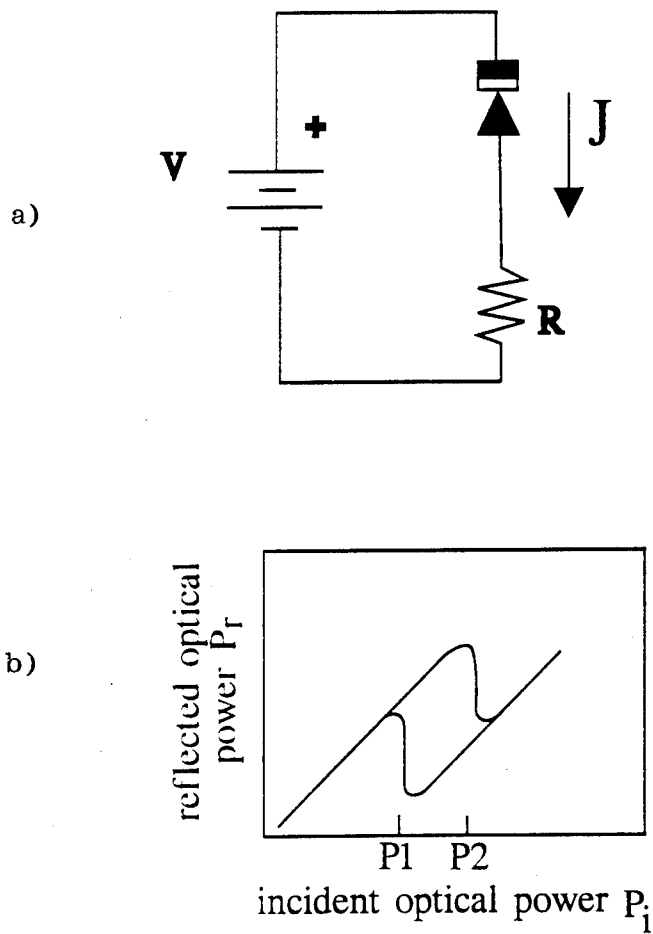 a)
V
+
J
R
b)
reflected optical
power Pr
P1 P2
incident optical power Pi